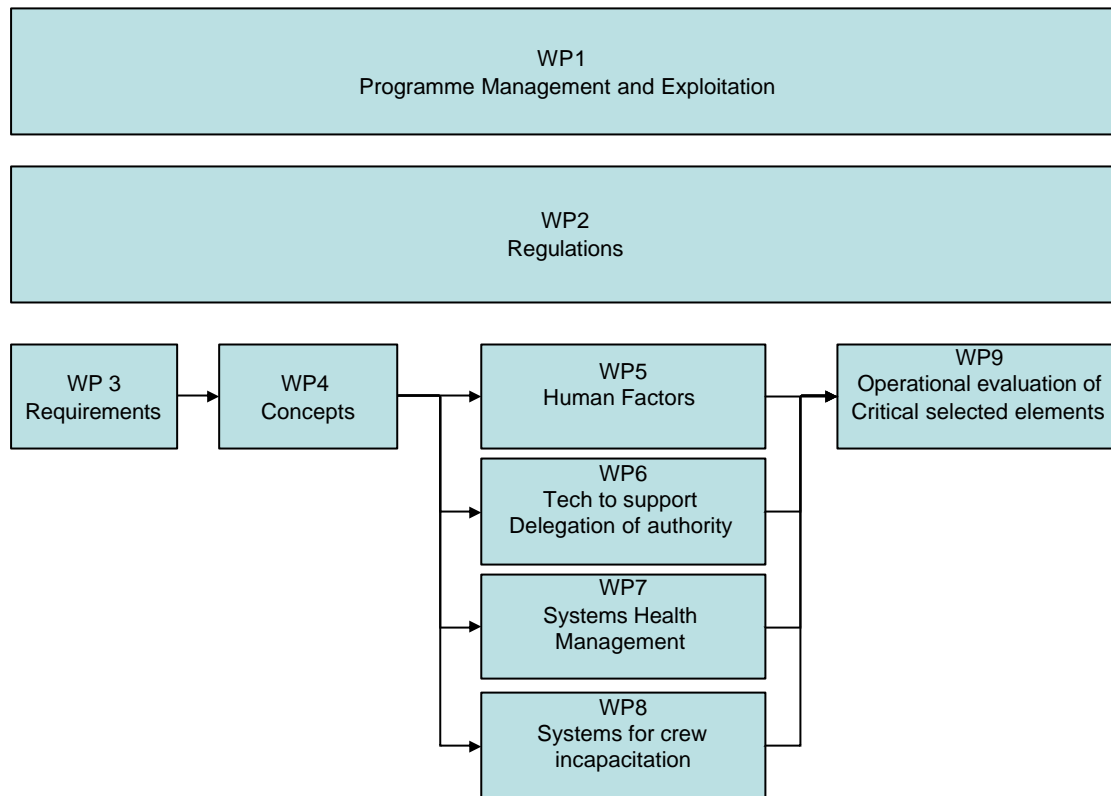 WP1
Programme Management and Exploitation
WP2
Regulations
WP 3
Requirements
WP4
Concepts
WP5
Human Factors
WP6
Tech to support
Delegation of authority
WP7
Systems Health
Management
WP8
Systems for crew
incapacitation
WP9
Operational evaluation of
Critical selected elements